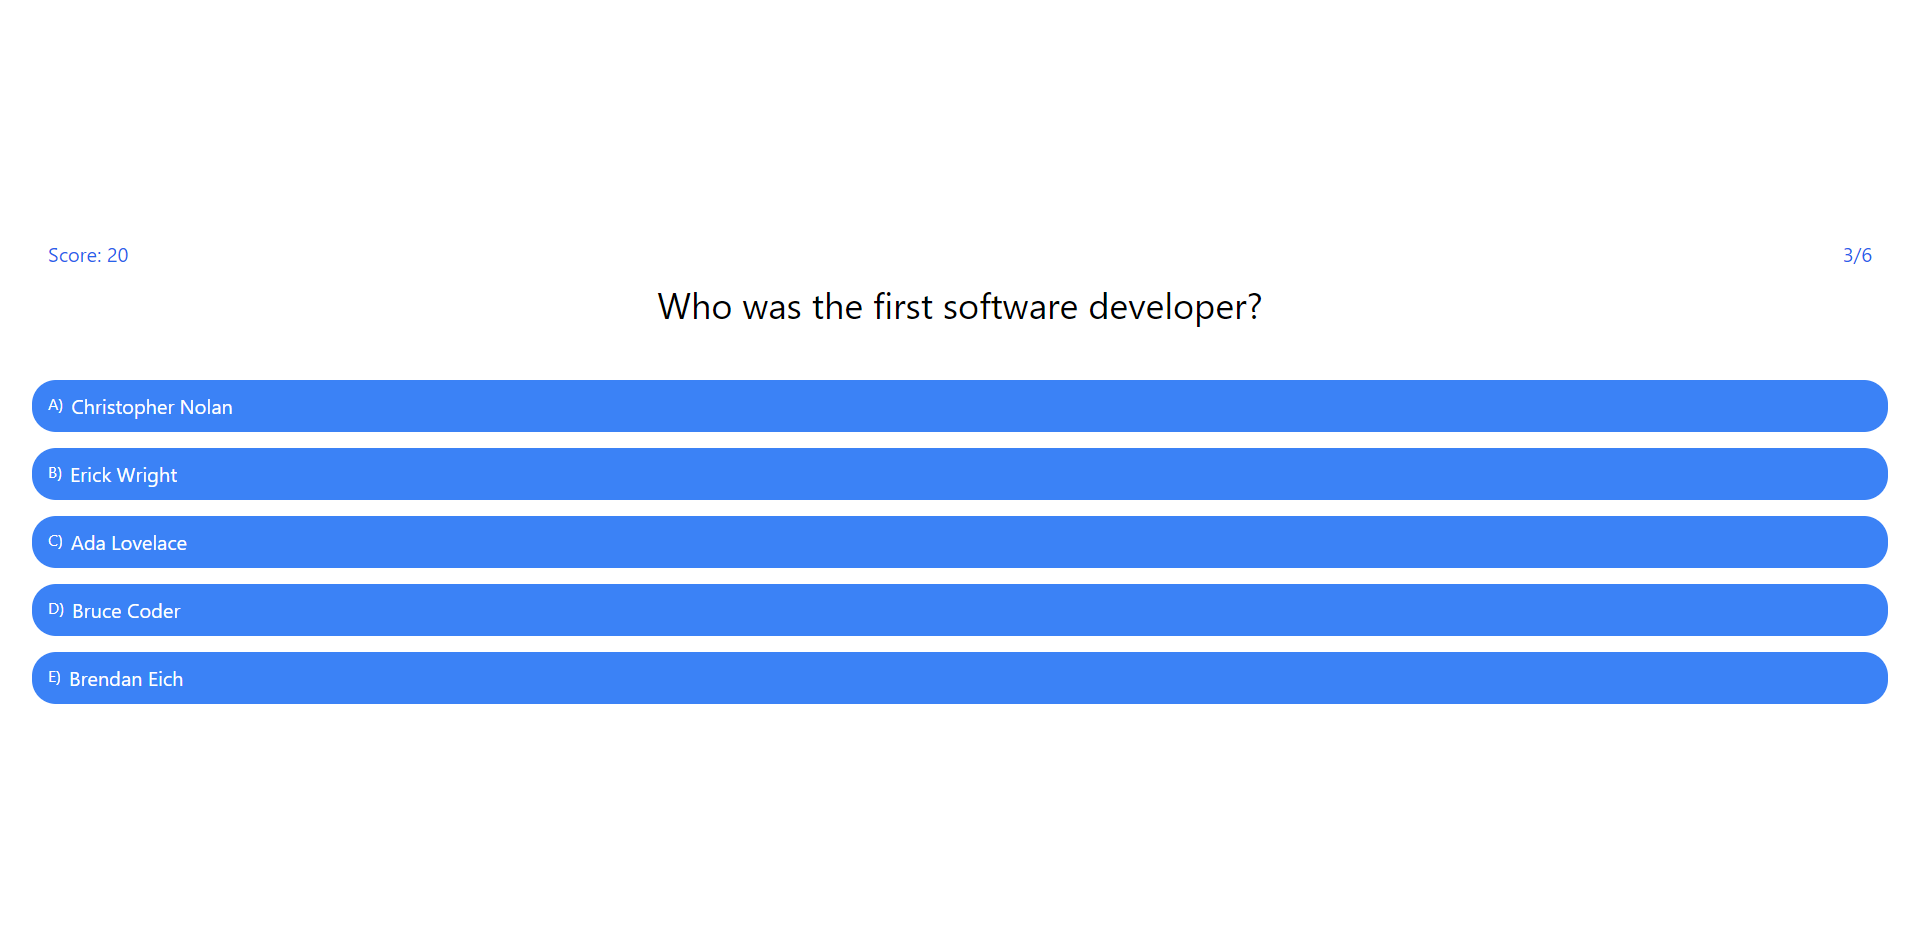 Score: 20
3/6
Who was the first software developer?
A) Christopher Nolan
B) Erick Wright
C) Ada Lovelace
D) Bruce Coder
E) Brendan Eich